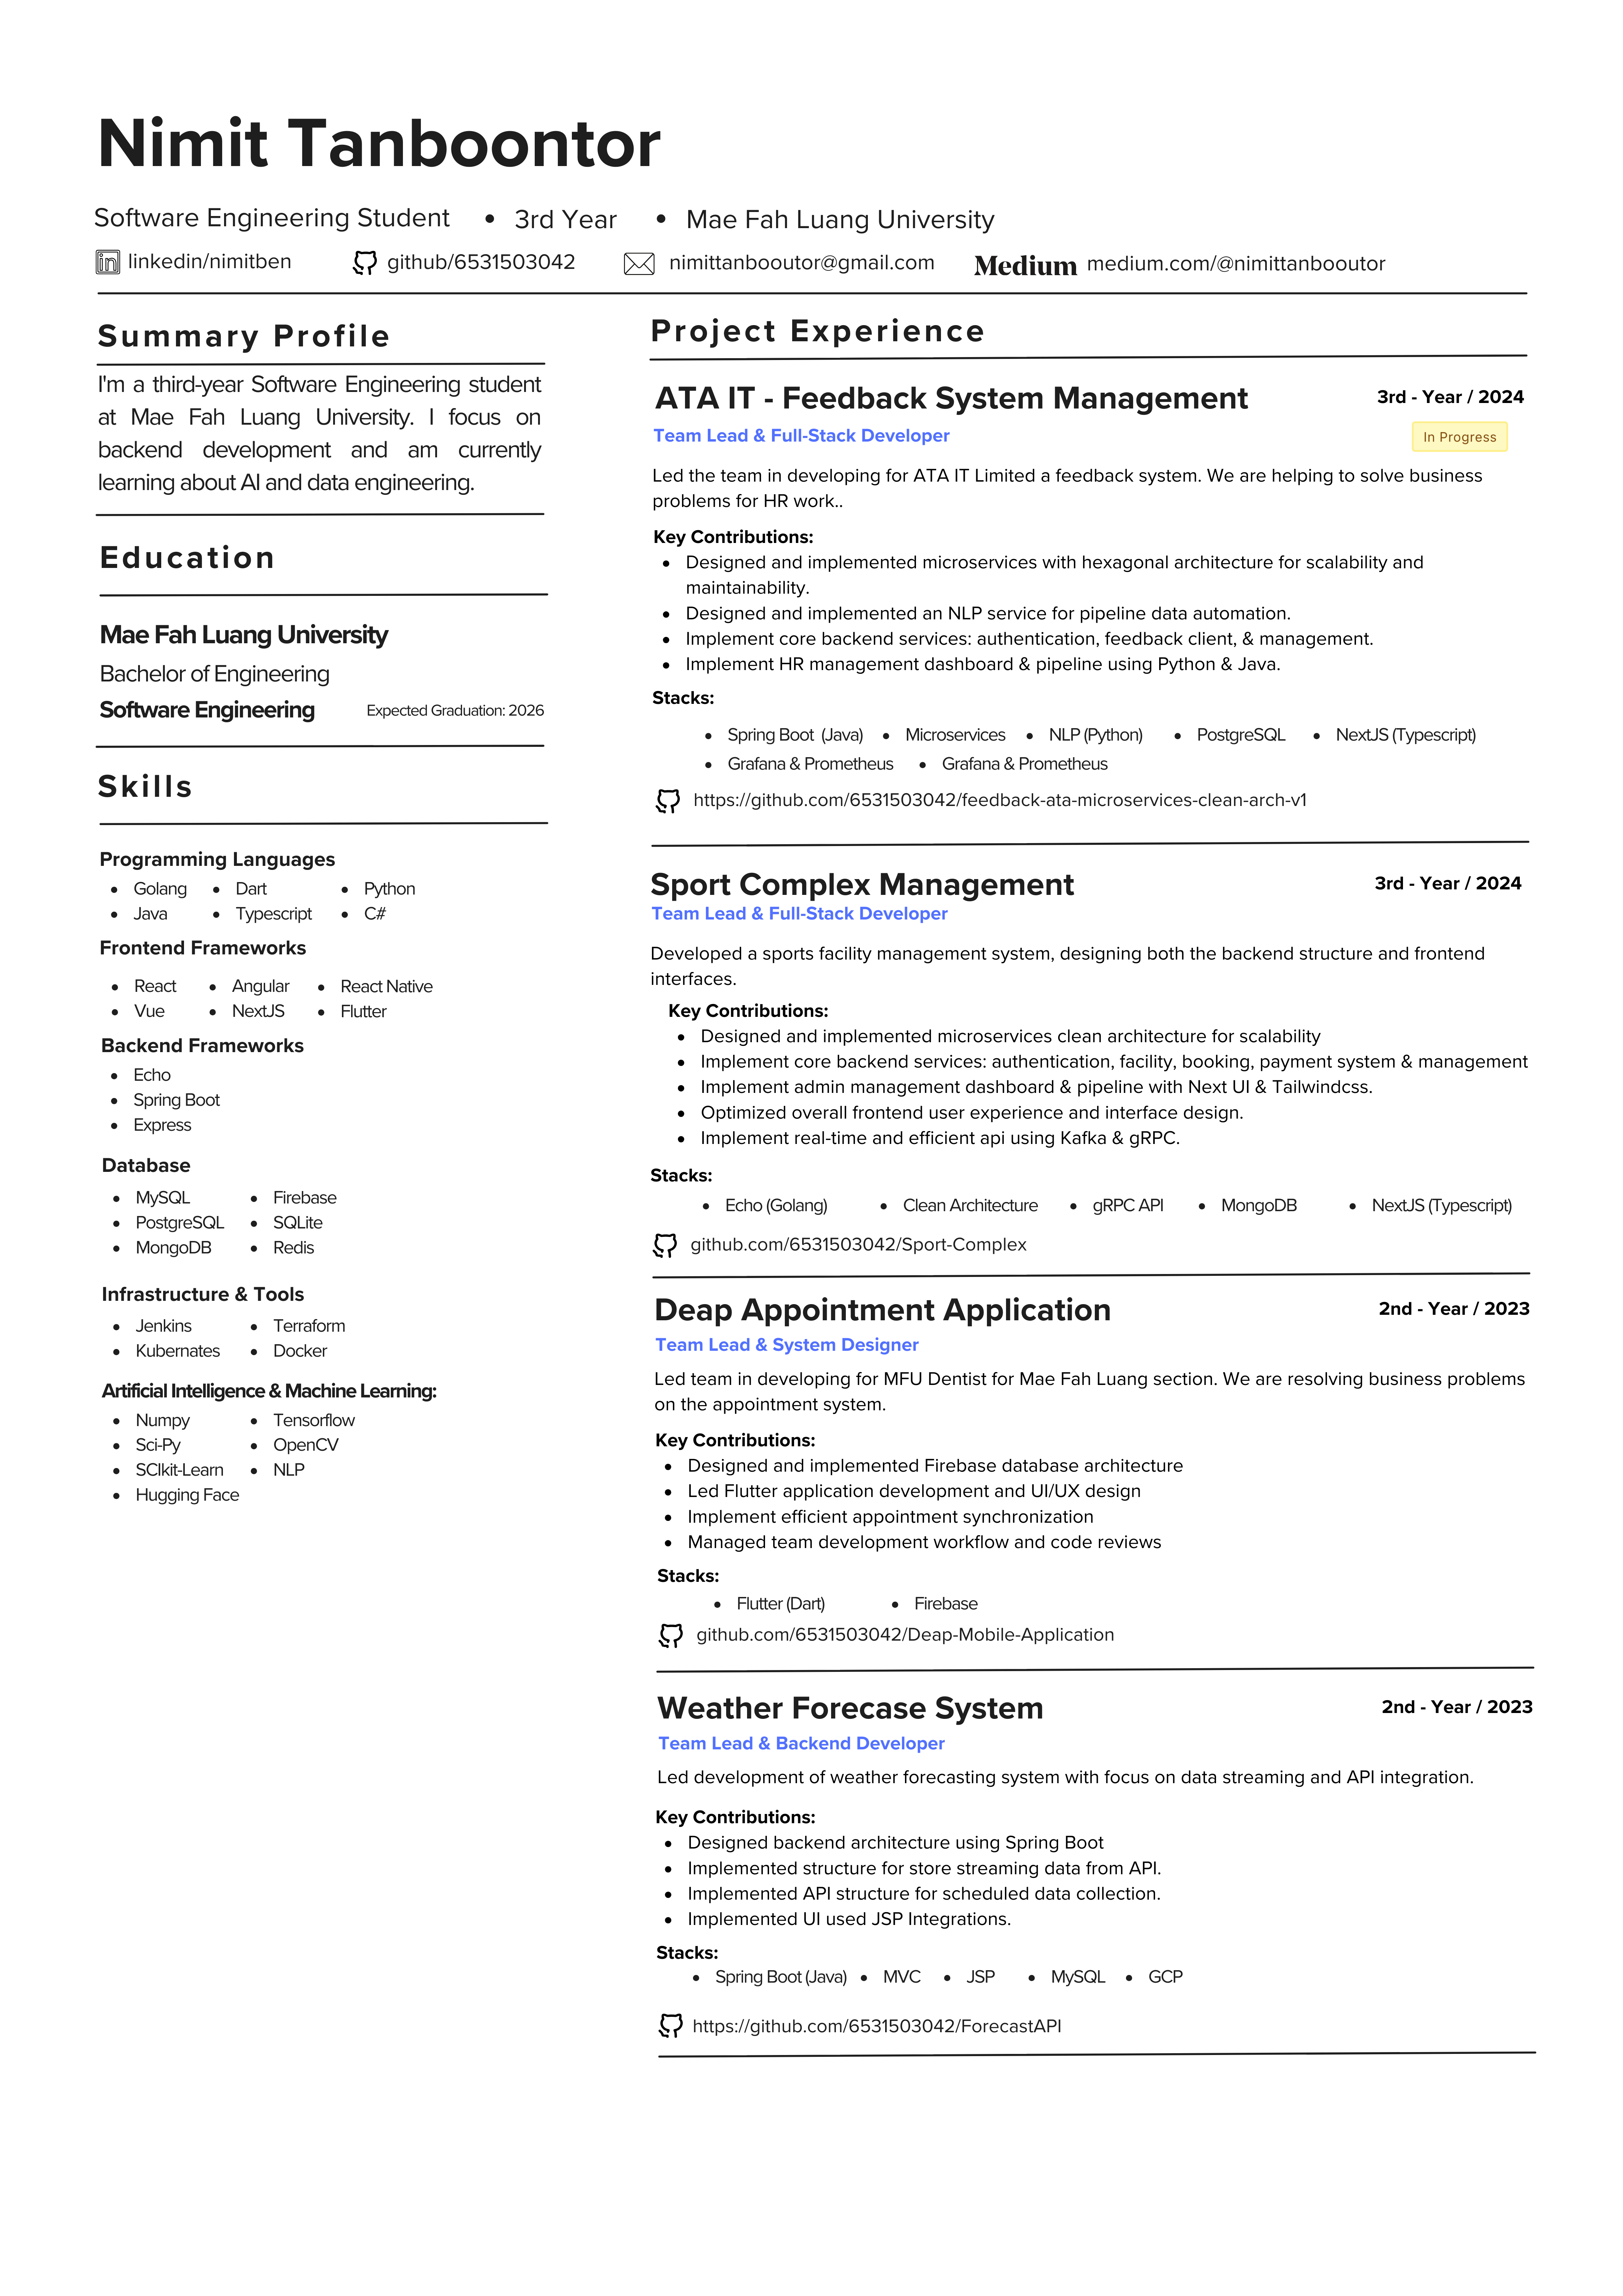 Nimit Tanboontor
Software Engineering Student • 3rd Year • Mae Fah Luang University
linkedin/nimitben github/6531503042 nimittanbooutor@gmail.com Medium medium.com/@nimittanbooutor
Summary Profile
I'm a third-year Software Engineering student
at Mae Fah Luang University. I focus on
backend development and am currently
learning about AI and data engineering.
Education
Mae Fah Luang University
Bachelor of Engineering
Software Engineering Expected Graduation: 2026
Skills
Programming Languages
• Golang • Dart • Python
• Java • Typescript • C#
Frontend Frameworks
• React • Angular • React Native
• Vue • NextJS • Flutter
Backend Frameworks
• Echo
• Spring Boot
• Express
Database
• MySQL • Firebase
• PostgreSQL • SQLite
• MongoDB • Redis
Infrastructure & Tools
• Jenkins • Terraform
• Kubernates • Docker
Artificial Intelligence & Machine Learning:
• Numpy • Tensorflow
• Sci-Py • OpenCV
• SCIkit-Learn • NLP
• Hugging Face
Project Experience
ATA IT - Feedback System Management 3rd - Year / 2024
Team Lead & Full-Stack Developer In Progress
Led the team in developing for ATA IT Limited a feedback system. We are helping to solve business
problems for HR work..
Key Contributions:
• Designed and implemented microservices with hexagonal architecture for scalability and
maintainability.
• Designed and implemented an NLP service for pipeline data automation.
• Implement core backend services: authentication, feedback client, & management.
• Implement HR management dashboard & pipeline using Python & Java.
Stacks:
• Spring Boot (Java) • Microservices • NLP (Python) • PostgreSQL • NextJS (Typescript)
• Grafana & Prometheus • Grafana & Prometheus
https://github.com/6531503042/feedback-ata-microservices-clean-arch-v1
Sport Complex Management 3rd - Year / 2024
Team Lead & Full-Stack Developer
Developed a sports facility management system, designing both the backend structure and frontend
interfaces.
Key Contributions:
• Designed and implemented microservices clean architecture for scalability
• Implement core backend services: authentication, facility, booking, payment system & management
• Implement admin management dashboard & pipeline with Next UI & Tailwindcss.
• Optimized overall frontend user experience and interface design.
• Implement real-time and efficient api using Kafka & gRPC.
Stacks:
• Echo (Golang) • Clean Architecture • gRPC API • MongoDB • NextJS (Typescript)
github.com/6531503042/Sport-Complex
Deap Appointment Application 2nd - Year / 2023
Team Lead & System Designer
Led team in developing for MFU Dentist for Mae Fah Luang section. We are resolving business problems
on the appointment system.
Key Contributions:
• Designed and implemented Firebase database architecture
• Led Flutter application development and UI/UX design
• Implement efficient appointment synchronization
• Managed team development workflow and code reviews
Stacks:
• Flutter (Dart) • Firebase
github.com/6531503042/Deap-Mobile-Application
Weather Forecase System 2nd - Year / 2023
Team Lead & Backend Developer
Led development of weather forecasting system with focus on data streaming and API integration.
Key Contributions:
• Designed backend architecture using Spring Boot
• Implemented structure for store streaming data from API.
• Implemented API structure for scheduled data collection.
• Implemented UI used JSP Integrations.
Stacks:
• Spring Boot (Java) • MVC • JSP • MySQL • GCP
https://github.com/6531503042/ForecastAPI